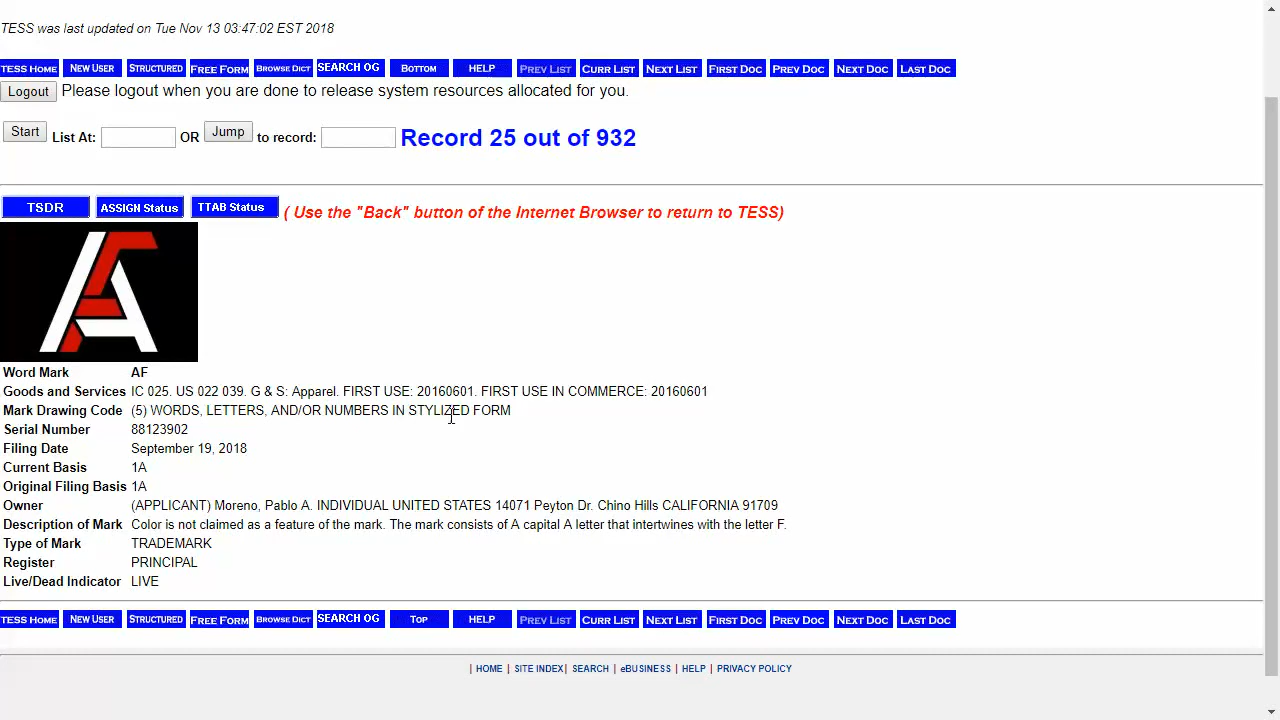 TESS was last updated on Tue Nov 13 03:47:02 EST 2018
TESS HOME NEW USER STRUCTURED FREE FORM BROWSE DICT SEARCH OG BOTTOM HELP PREV LIST CURR LIST NEXT LIST FIRST DOC PREV DOC NEXT DOC LAST DOC
Logout Please logout when you are done to release system resources allocated for you.
Start List At: OR Jump to record: Record 25 out of 932
TSDR ASSIGN Status TTAB Status ( Use the "Back" button of the Internet Browser to return to TESS)
Word Mark AF
Goods and Services IC 025. US 022 039. G & S: Apparel. FIRST USE: 20160601. FIRST USE IN COMMERCE: 20160601
Mark Drawing Code (5) WORDS, LETTERS, AND/OR NUMBERS IN STYLIZED FORM
Serial Number 88123902
Filing Date September 19, 2018
Current Basis 1A
Original Filing Basis 1A
Owner (APPLICANT) Moreno, Pablo A. INDIVIDUAL UNITED STATES 14071 Peyton Dr. Chino Hills CALIFORNIA 91709
Description of Mark Color is not claimed as a feature of the mark. The mark consists of A capital A letter that intertwines with the letter F.
Type of Mark TRADEMARK
Register PRINCIPAL
Live/Dead Indicator LIVE
TESS HOME NEW USER STRUCTURED FREE FORM BROWSE DICT SEARCH OG TOP HELP PREV LIST CURR LIST NEXT LIST FIRST DOC PREV DOC NEXT DOC LAST DOC
| HOME | SITE INDEX | SEARCH | eBUSINESS | HELP | PRIVACY POLICY